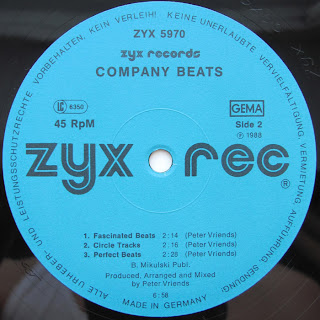 ZYX 5970
zyx records
COMPANY BEATS
LC 6350
GEMA
45 RpM
Side 2
℗ 1988
zyx rec ®
1. Fascinated Beats 2:14 (Peter Vriends)
2. Circle Tracks 2:16 (Peter Vriends)
3. Perfect Beats 2:28 (Peter Vriends)
B. Mikulski Publ.
Produced, Arranged and Mixed
by Peter Vriends
6:58
MADE IN GERMANY
ALLE URHEBER- UND LEISTUNGSSCHUTZRECHTE VORBEHALTEN, KEIN VERLEIH! KEINE UNERLAUBTE VERVIELFÄLTIGUNG, VERMIETUNG, AUFFÜHRUNG, SENDUNG!